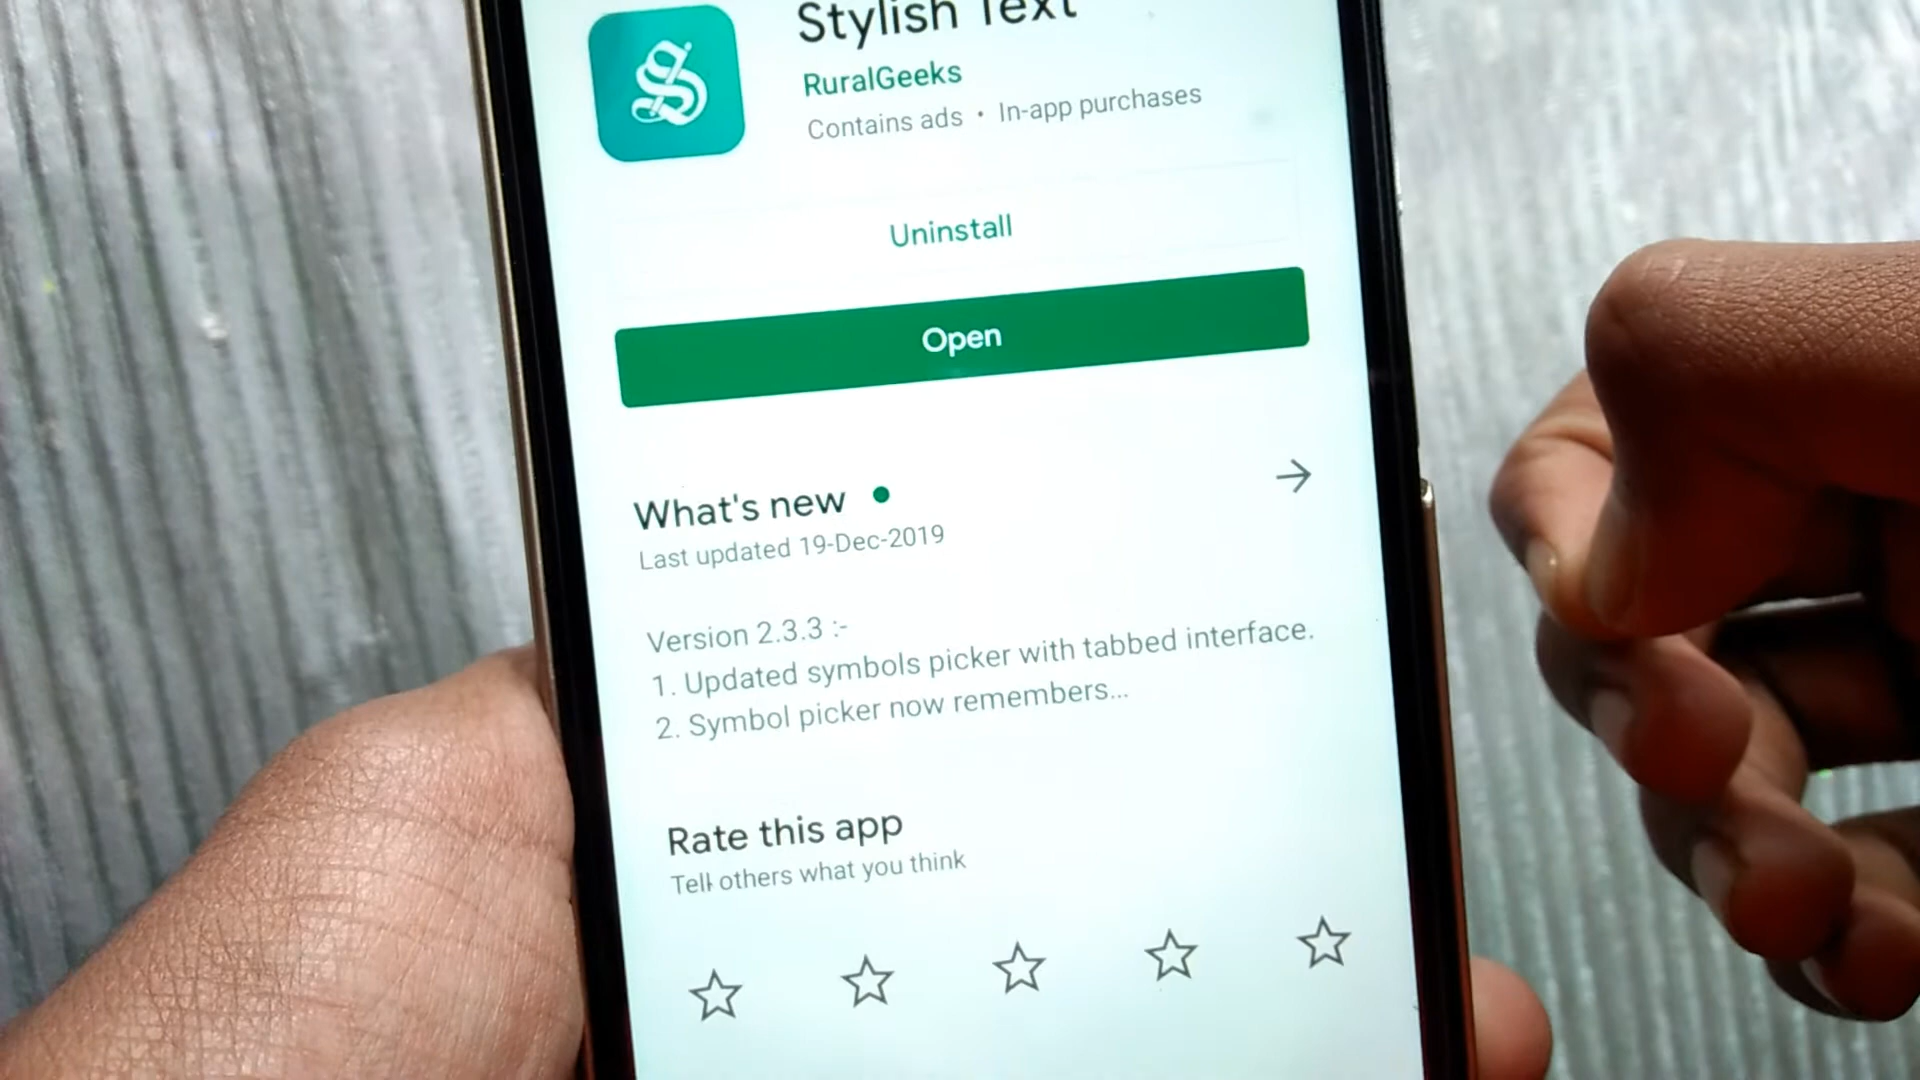 Stylish Text
RuralGeeks
Contains ads • In-app purchases
Uninstall
Open
What's new
Last updated 19-Dec-2019
Version 2.3.3 :-
1. Updated symbols picker with tabbed interface.
2. Symbol picker now remembers...
Rate this app
Tell others what you think